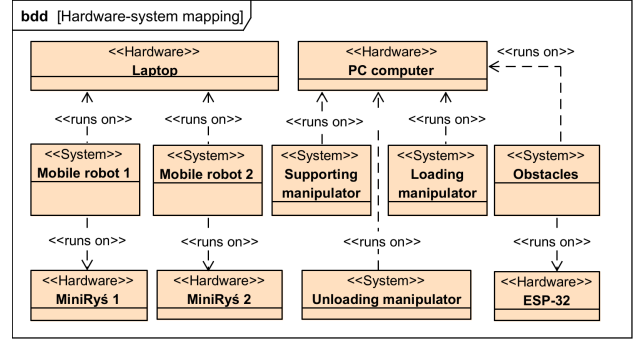 bdd [Hardware-system mapping]
<<Hardware>>
Laptop
<<Hardware>>
PC computer
<<runs on>>
<<runs on>>
<<runs on>>
<<runs on>>
<<runs on>>
<<System>>
Mobile robot 1
<<System>>
Mobile robot 2
<<System>>
Supporting
manipulator
<<System>>
Loading
manipulator
<<System>>
Obstacles
<<runs on>>
<<runs on>>
<<runs on>>
<<runs on>>
<<Hardware>>
MiniRyś 1
<<Hardware>>
MiniRyś 2
<<System>>
Unloading manipulator
<<Hardware>>
ESP-32